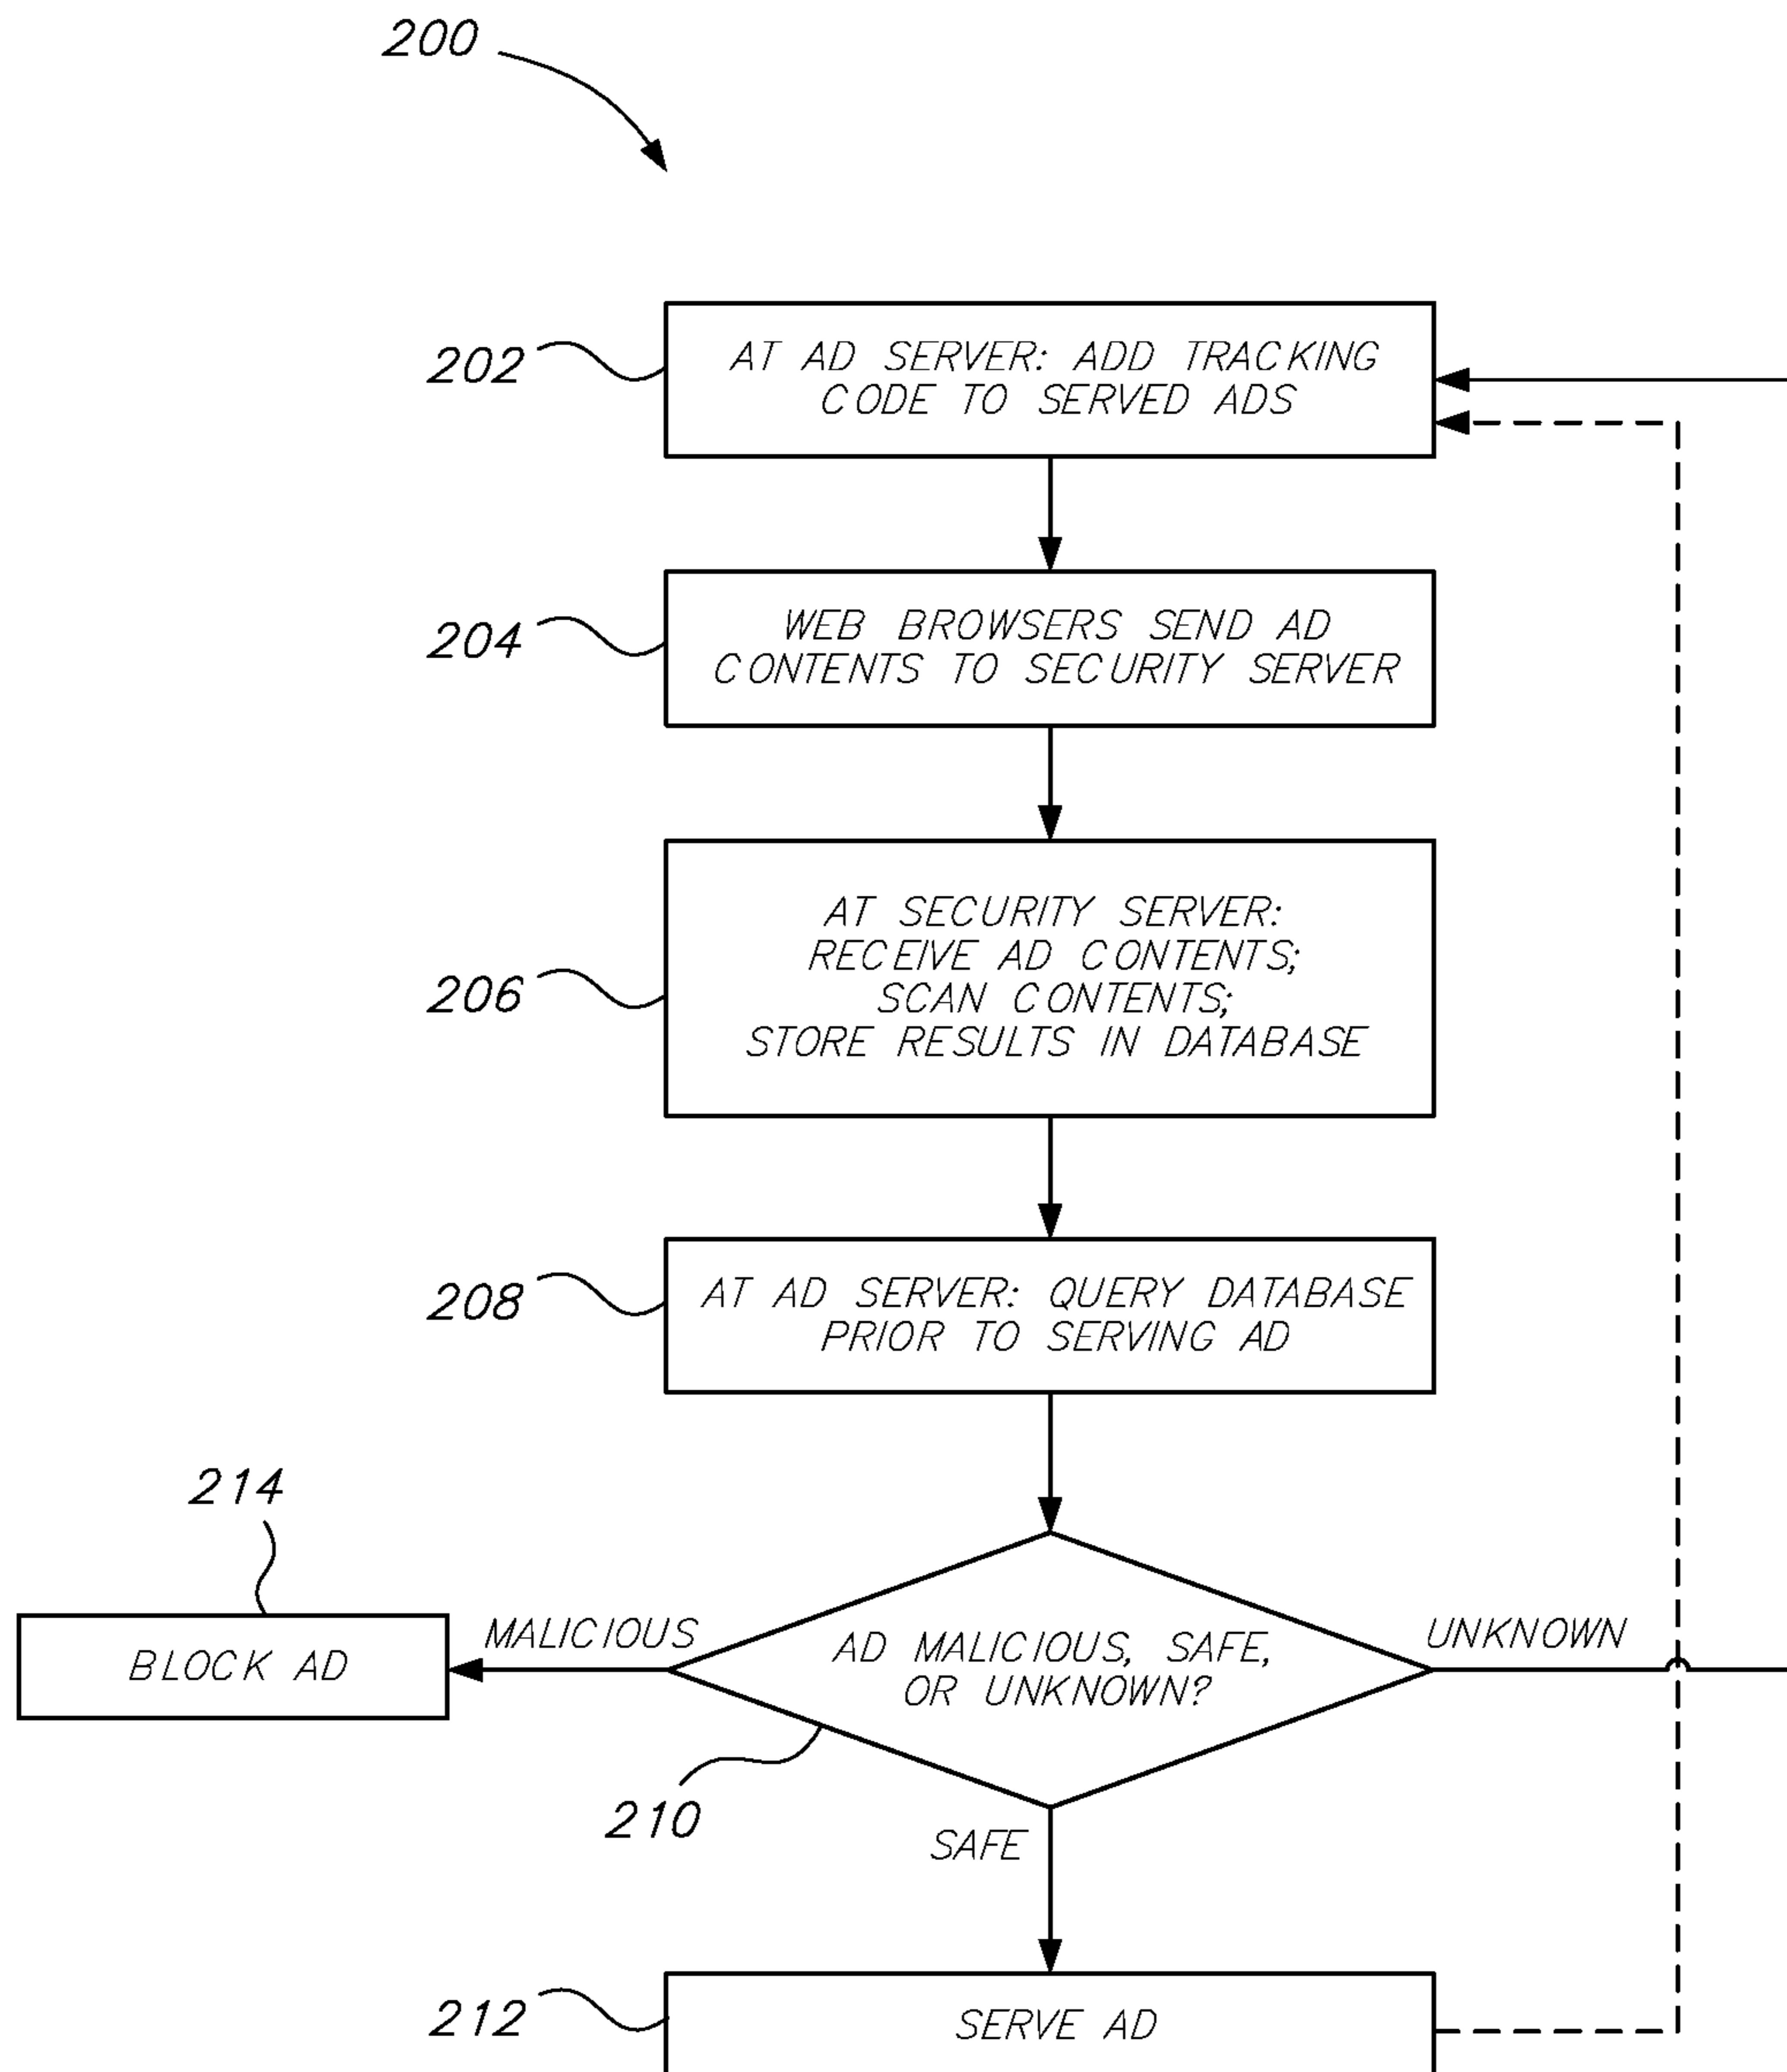 200
202
AT AD SERVER: ADD TRACKING
CODE TO SERVED ADS
204
WEB BROWSERS SEND AD
CONTENTS TO SECURITY SERVER
206
AT SECURITY SERVER:
RECEIVE AD CONTENTS;
SCAN CONTENTS;
STORE RESULTS IN DATABASE
208
AT AD SERVER: QUERY DATABASE
PRIOR TO SERVING AD
214
BLOCK AD
MALICIOUS
AD MALICIOUS, SAFE,
OR UNKNOWN?
UNKNOWN
210
SAFE
212
SERVE AD